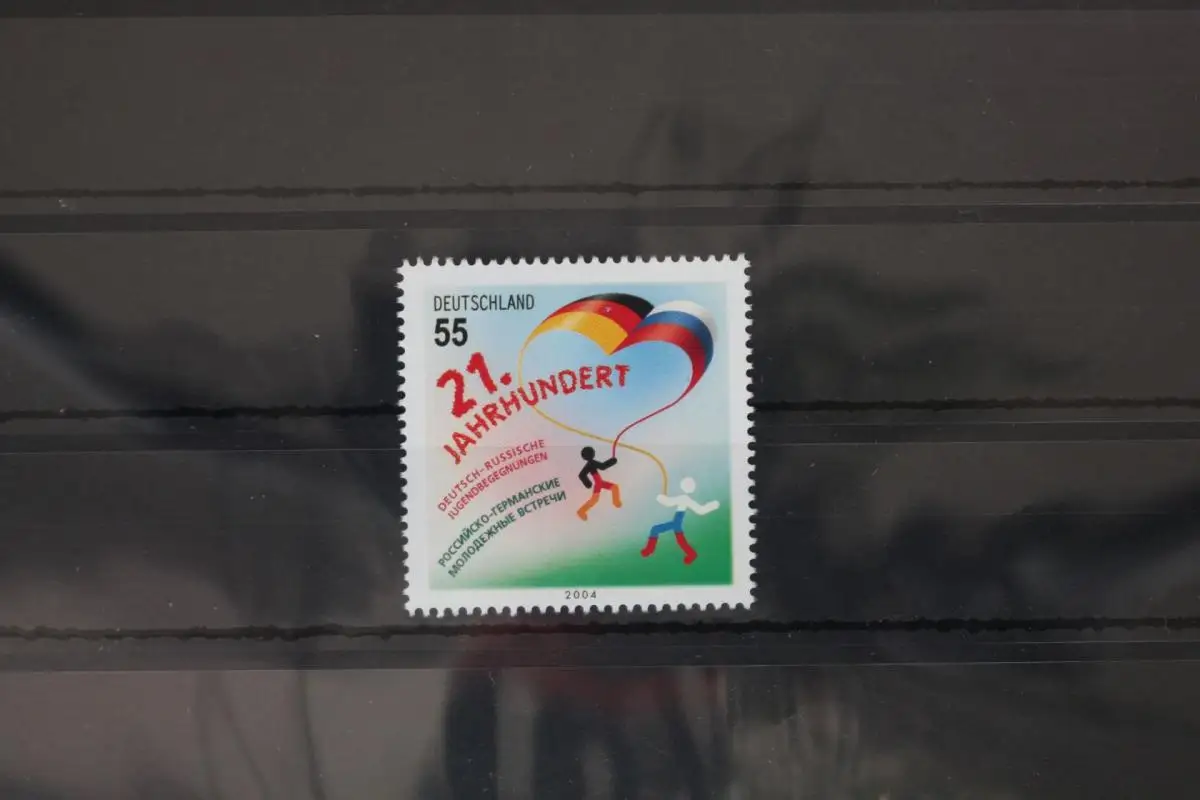 DEUTSCHLAND
55
21.
JAHRHUNDERT
DEUTSCH-RUSSISCHE
JUGENDBEGEGNUNGEN
РОССИЙСКО-ГЕРМАНСКИЕ
МОЛОДЕЖНЫЕ ВСТРЕЧИ
2004